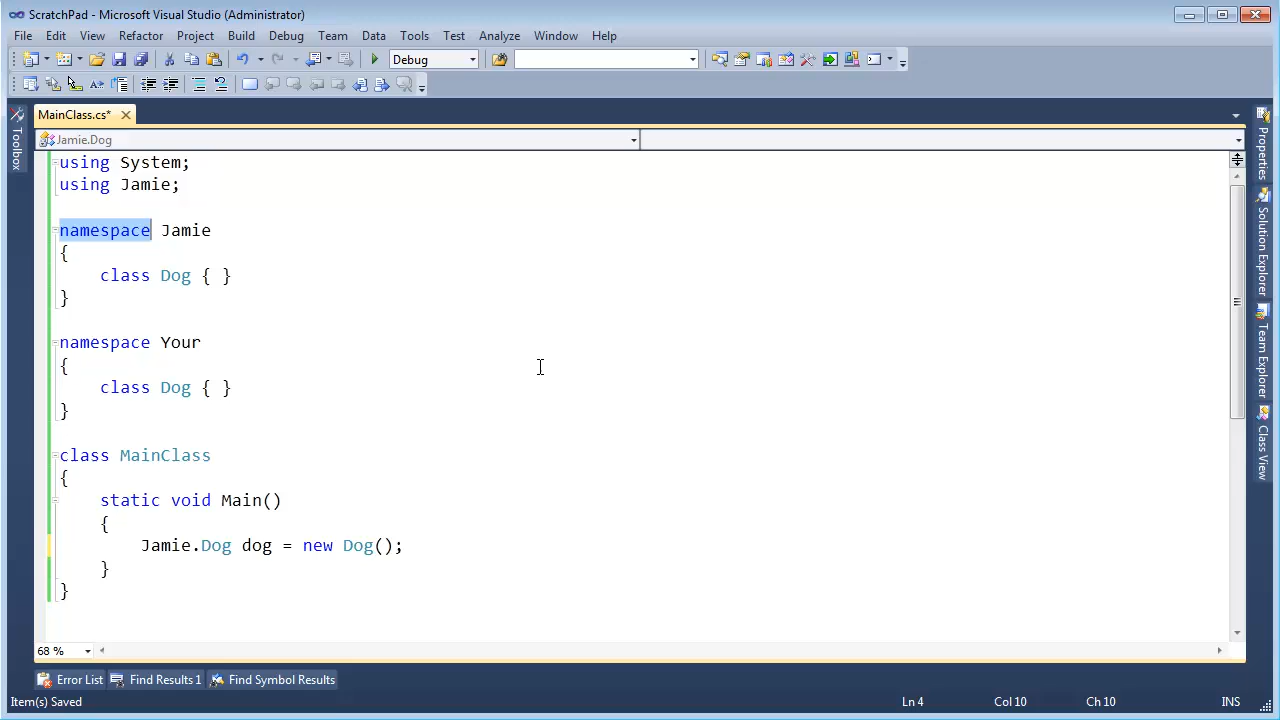 ScratchPad - Microsoft Visual Studio (Administrator)
File Edit View Refactor Project Build Debug Team Data Tools Test Analyze Window Help
Debug
MainClass.cs*
Jamie.Dog
using System;
using Jamie;
namespace Jamie
{
class Dog { }
}
namespace Your
{
class Dog { }
}
class MainClass
{
static void Main()
{
Jamie.Dog dog = new Dog();
}
}
68 %
Toolbox
Properties
Solution Explorer
Team Explorer
Class View
Error List Find Results 1 Find Symbol Results
Item(s) Saved Ln 4 Col 10 Ch 10 INS